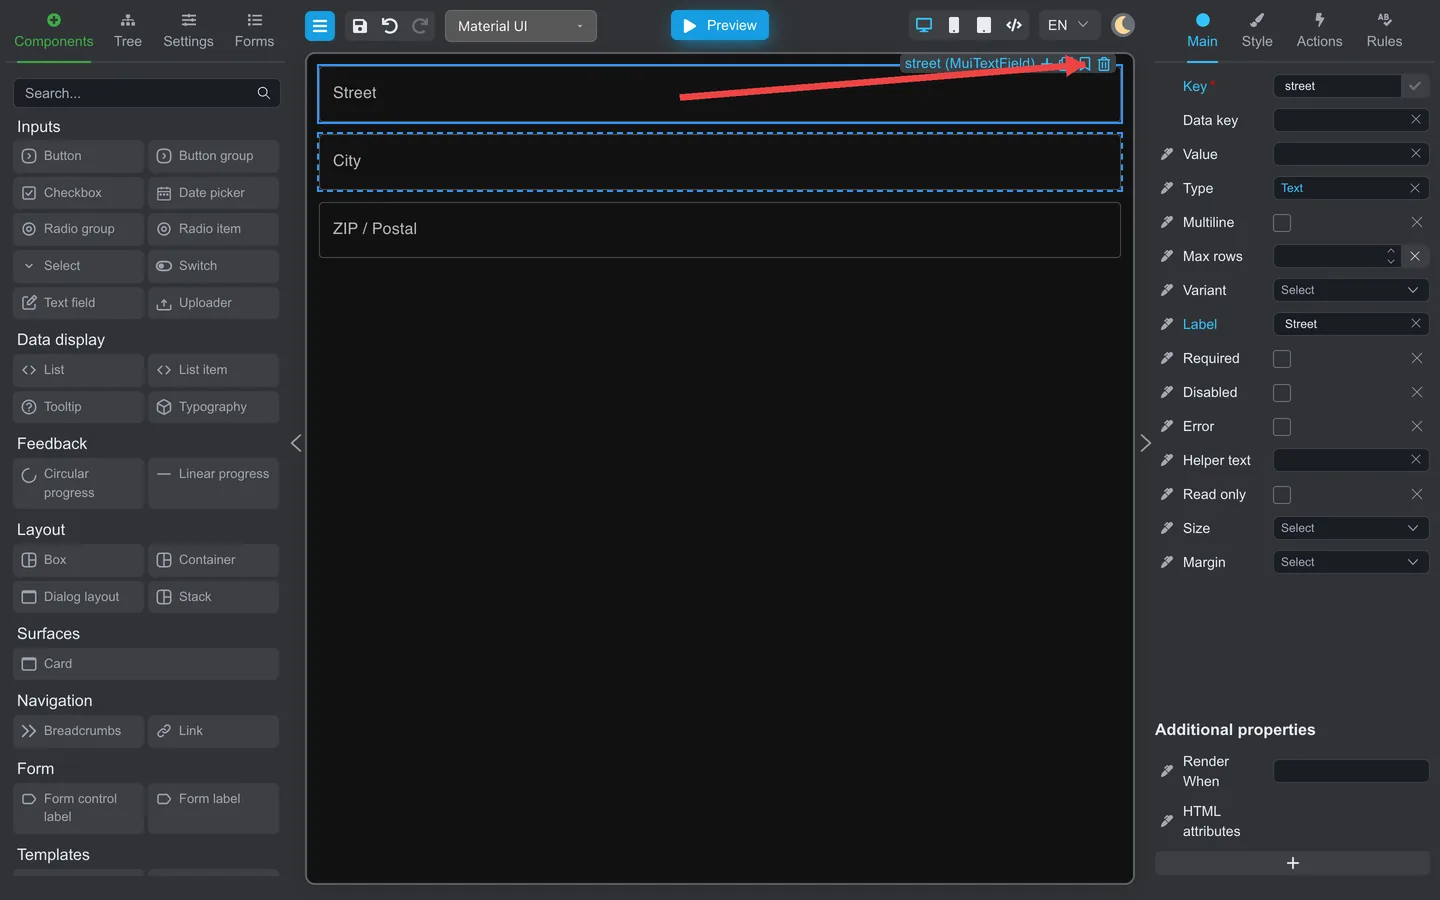 Components
Tree
Settings
Forms
Material UI
Preview
EN
Main
Style
Actions
AB
Rules
Search...
Inputs
Button
Button group
Checkbox
Date picker
Radio group
Radio item
Select
Switch
Text field
Uploader
Data display
List
List item
Tooltip
Typography
Feedback
Circular
progress
Linear progress
Layout
Box
Container
Dialog layout
Stack
Surfaces
Card
Navigation
Breadcrumbs
Link
Form
Form control
label
Form label
Templates
street (MuiTextField)
Street
City
ZIP / Postal
Key * street
Data key
Value
Type Text
Multiline
Max rows
Variant Select
Label Street
Required
Disabled
Error
Helper text
Read only
Size Select
Margin Select
Additional properties
Render
When
HTML
attributes